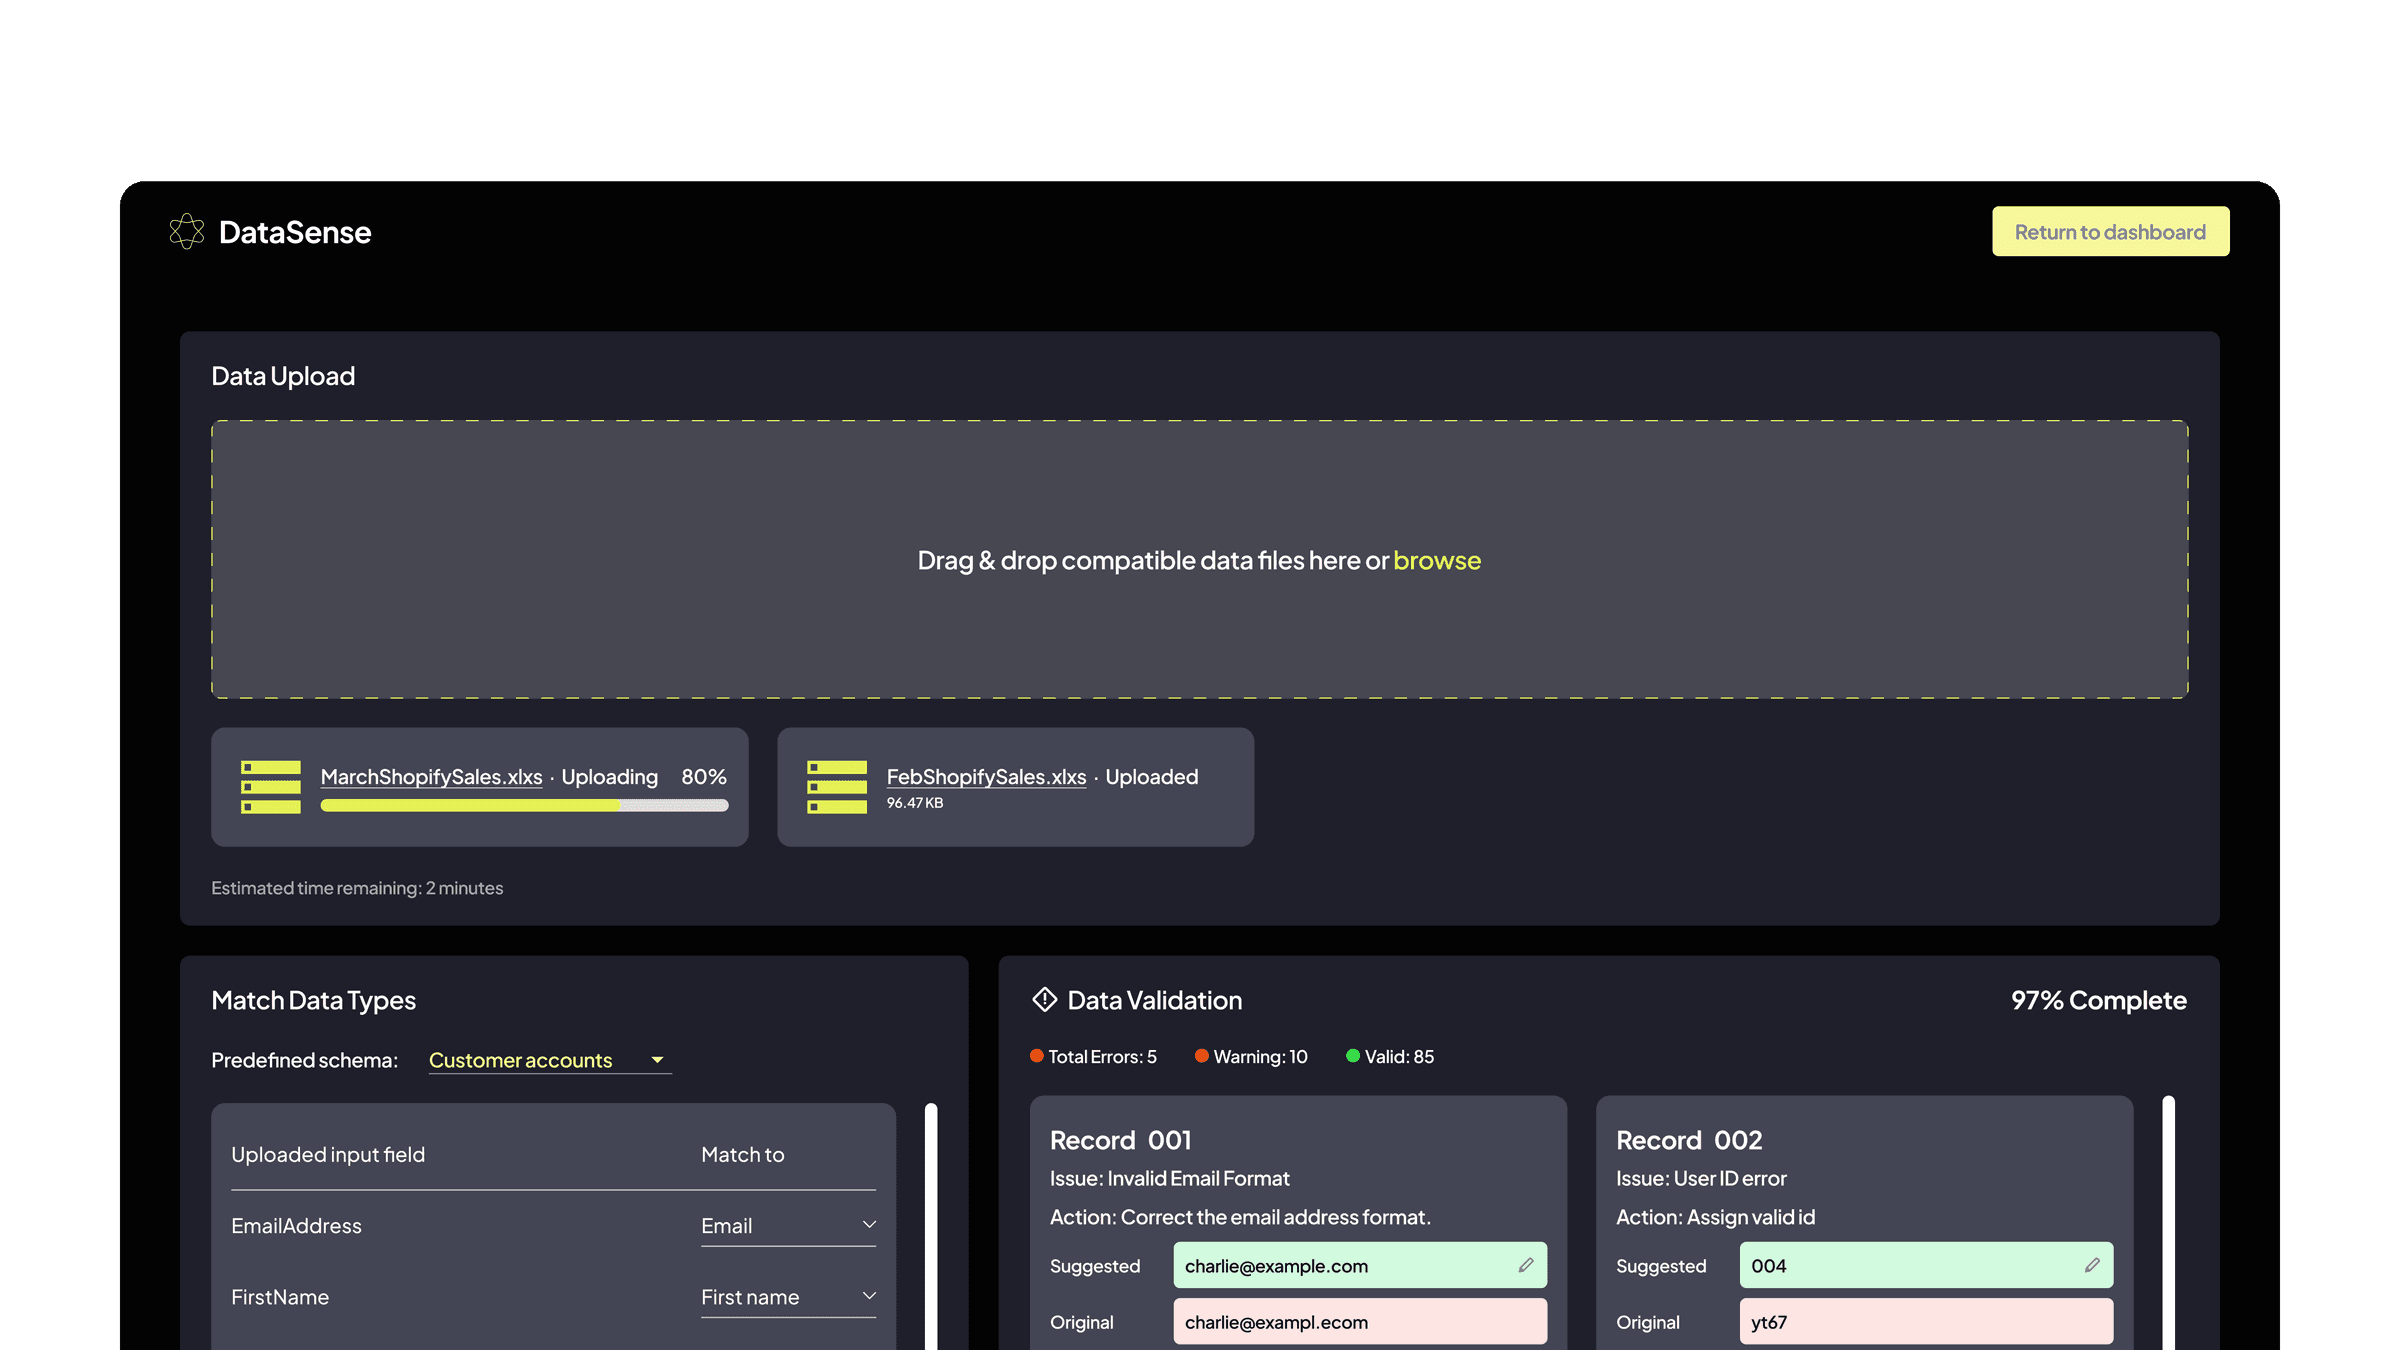 DataSense
Return to dashboard
Data Upload
Drag & drop compatible data files here or browse
MarchShopifySales.xlxs · Uploading 80%
FebShopifySales.xlxs · Uploaded
96.47 KB
Estimated time remaining: 2 minutes
Match Data Types
Predefined schema: Customer accounts
Uploaded input field Match to
EmailAddress Email
FirstName First name
Data Validation
97% Complete
Total Errors: 5 Warning: 10 Valid: 85
Record 001
Issue: Invalid Email Format
Action: Correct the email address format.
Suggested charlie@example.com
Original charlie@exampl.ecom
Record 002
Issue: User ID error
Action: Assign valid id
Suggested 004
Original yt67